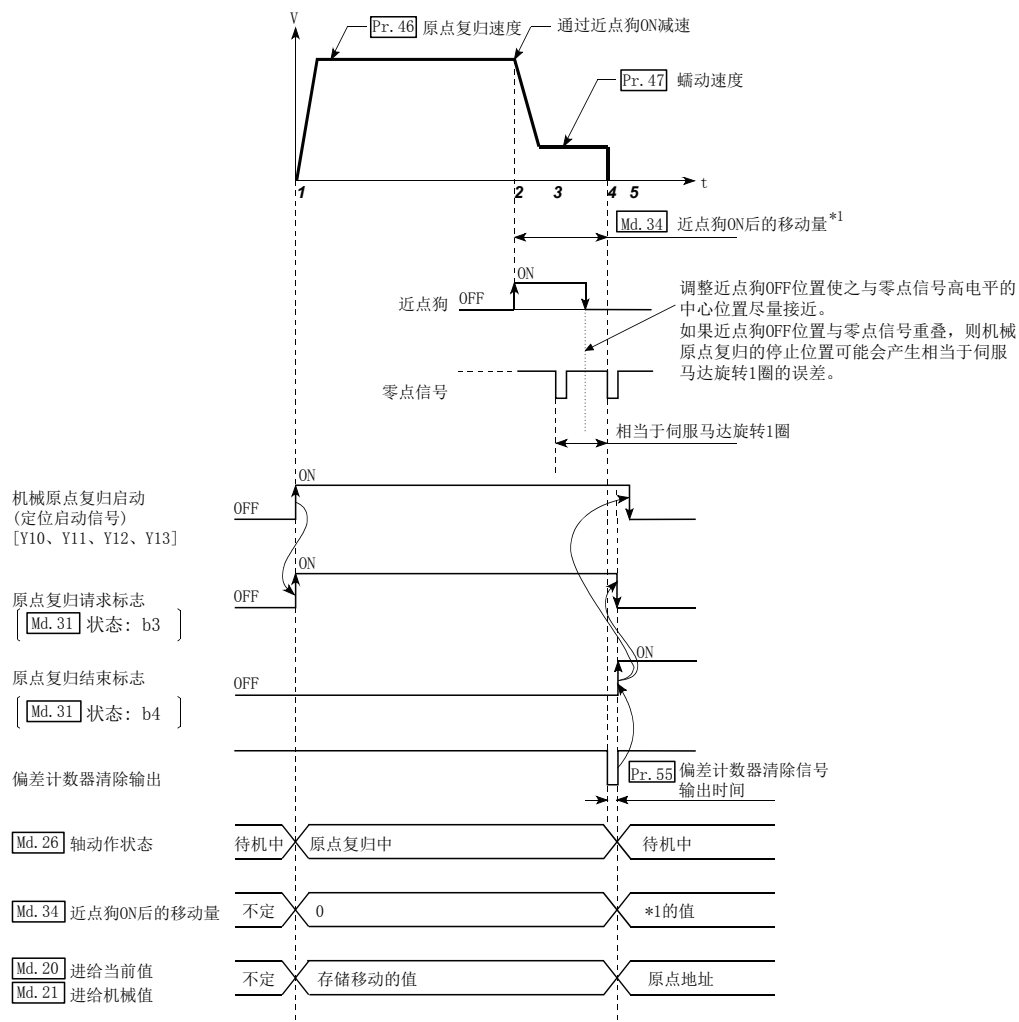 V
Pr. 46 原点复归速度
通过近点狗ON减速
Pr. 47 蠕动速度
t
1 2 3 4 5
Md. 34 近点狗ON后的移动量*1
ON
近点狗 OFF
调整近点狗OFF位置使之与零点信号高电平的
中心位置尽量接近。
如果近点狗OFF位置与零点信号重叠，则机械
原点复归的停止位置可能会产生相当于伺服
马达旋转1圈的误差。
零点信号
相当于伺服马达旋转1圈
ON
机械原点复归启动
OFF
(定位启动信号)
[Y10、Y11、Y12、Y13]
ON
原点复归请求标志
OFF
Md. 31 状态: b3
ON
原点复归结束标志
OFF
Md. 31 状态: b4
偏差计数器清除输出
Pr. 55 偏差计数器清除信号
输出时间
Md. 26 轴动作状态 待机中 原点复归中 待机中
Md. 34 近点狗ON后的移动量 不定 0 *1的值
Md. 20 进给当前值
Md. 21 进给机械值
不定 存储移动的值 原点地址